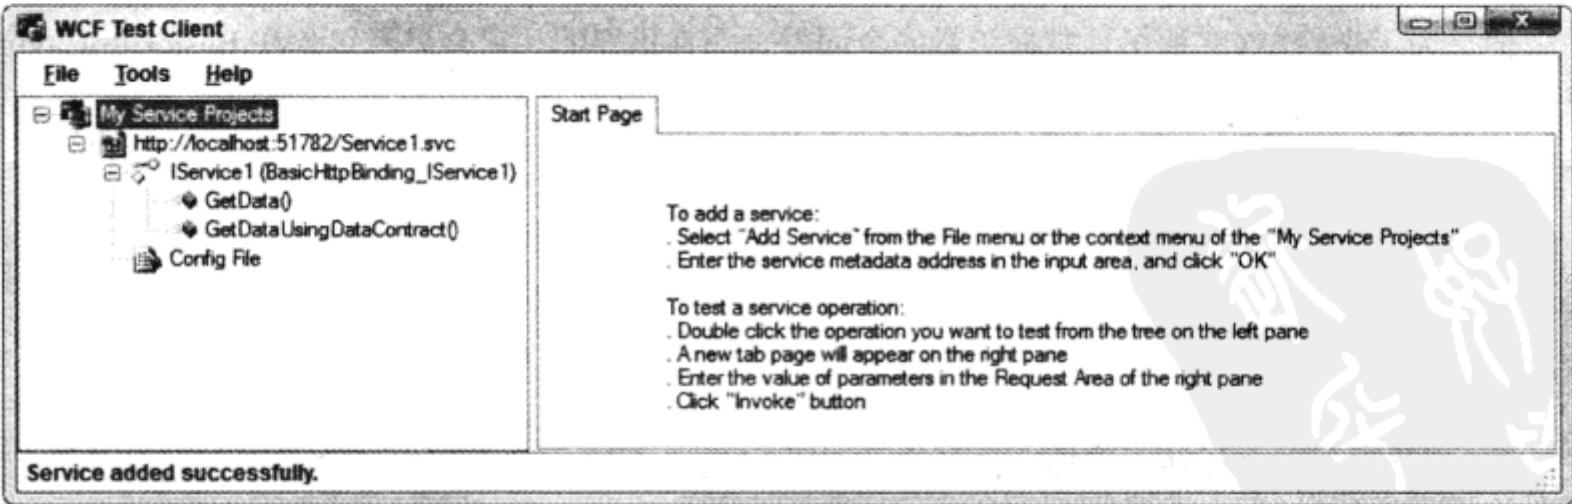 WCF Test Client
File Tools Help
My Service Projects
http://localhost:51782/Service1.svc
IService1 (BasicHttpBinding_IService1)
GetData()
GetDataUsingDataContract()
Config File
Start Page
To add a service:
. Select "Add Service" from the File menu or the context menu of the "My Service Projects"
. Enter the service metadata address in the input area, and click "OK"
To test a service operation:
. Double click the operation you want to test from the tree on the left pane
. A new tab page will appear on the right pane
. Enter the value of parameters in the Request Area of the right pane
. Click "Invoke" button
Service added successfully.